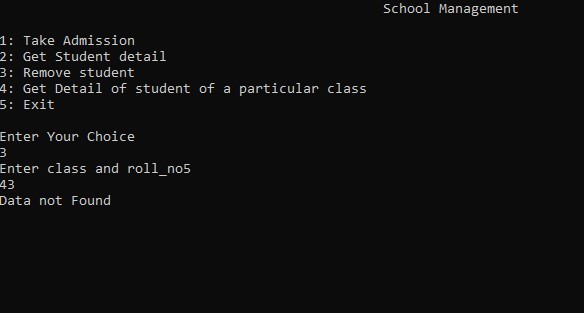 School Management
1: Take Admission
2: Get Student detail
3: Remove student
4: Get Detail of student of a particular class
5: Exit
Enter Your Choice
3
Enter class and roll_no5
43
Data not Found